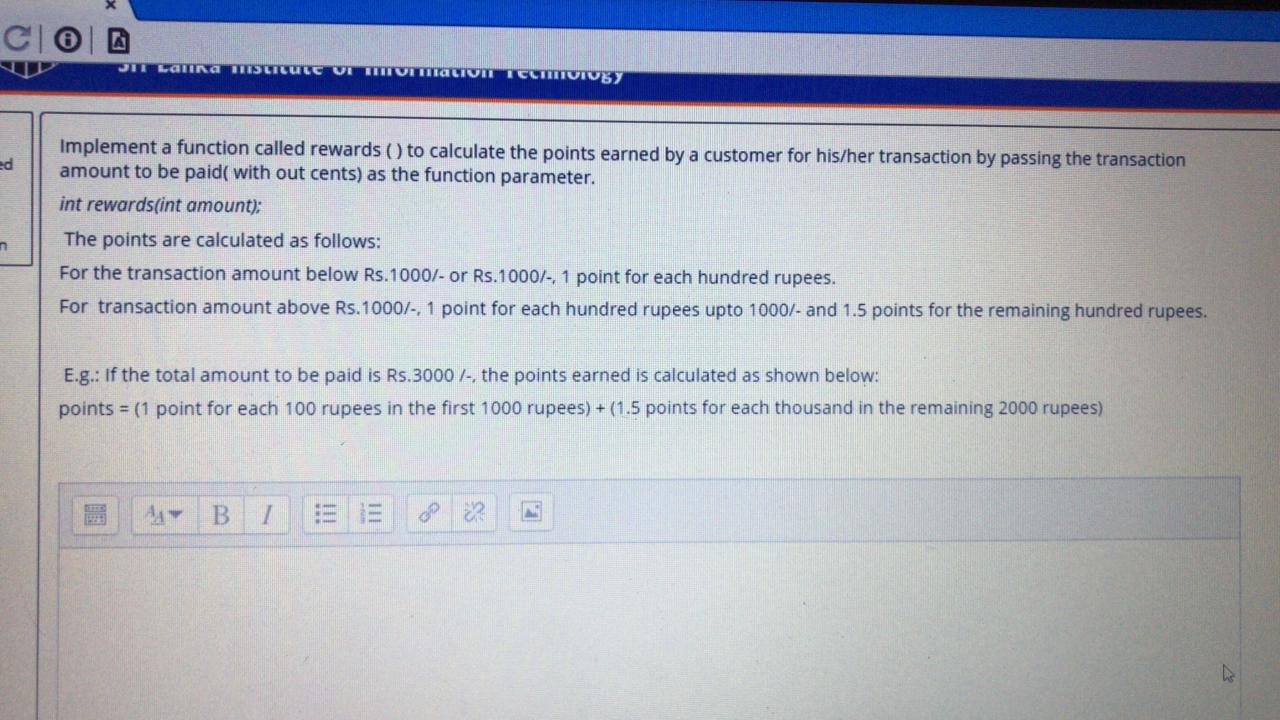 Sri Lanka Institute of Information Technology
ed
n
Implement a function called rewards ( ) to calculate the points earned by a customer for his/her transaction by passing the transaction
amount to be paid( with out cents) as the function parameter.
int rewards(int amount);
The points are calculated as follows:
For the transaction amount below Rs.1000/- or Rs.1000/-, 1 point for each hundred rupees.
For transaction amount above Rs.1000/-, 1 point for each hundred rupees upto 1000/- and 1.5 points for the remaining hundred rupees.
E.g.: If the total amount to be paid is Rs.3000 /-, the points earned is calculated as shown below:
points = (1 point for each 100 rupees in the first 1000 rupees) + (1.5 points for each thousand in the remaining 2000 rupees)
B I